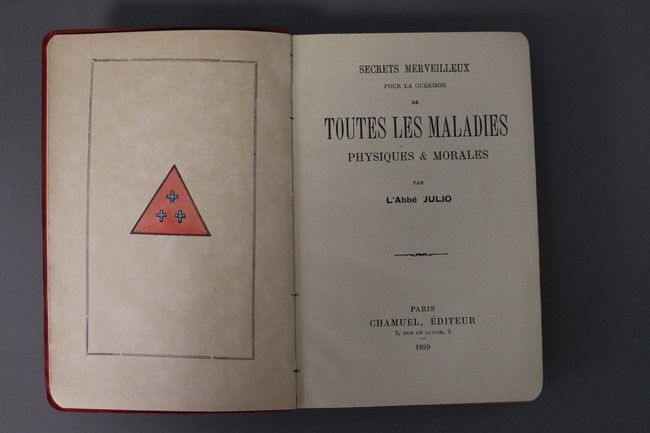 SECRETS MERVEILLEUX
POUR LA GUÉRISON
DE
TOUTES LES MALADIES
PHYSIQUES & MORALES
PAR
L'Abbé JULIO
PARIS
CHAMUEL, ÉDITEUR
5, RUE DE SAVOIE, 5
1899